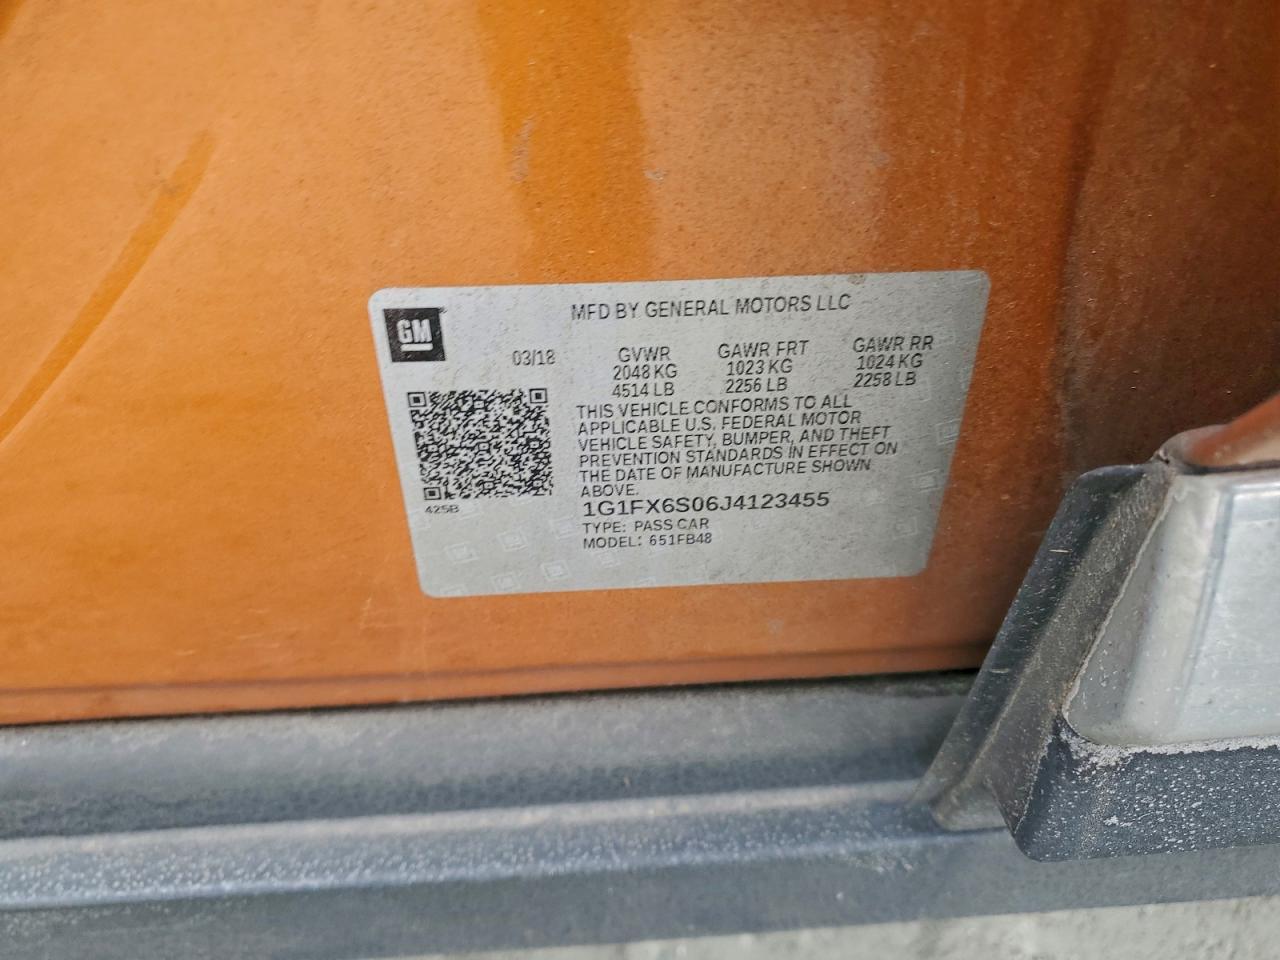 GM
MFD BY GENERAL MOTORS LLC
03/18
GVWR GAWR FRT GAWR RR
2048 KG 1023 KG 1024 KG
4514 LB 2256 LB 2258 LB
THIS VEHICLE CONFORMS TO ALL
APPLICABLE U.S. FEDERAL MOTOR
VEHICLE SAFETY, BUMPER, AND THEFT
PREVENTION STANDARDS IN EFFECT ON
THE DATE OF MANUFACTURE SHOWN
ABOVE.
425B
1G1FX6S06J4123455
TYPE: PASS CAR
MODEL: 651FB48